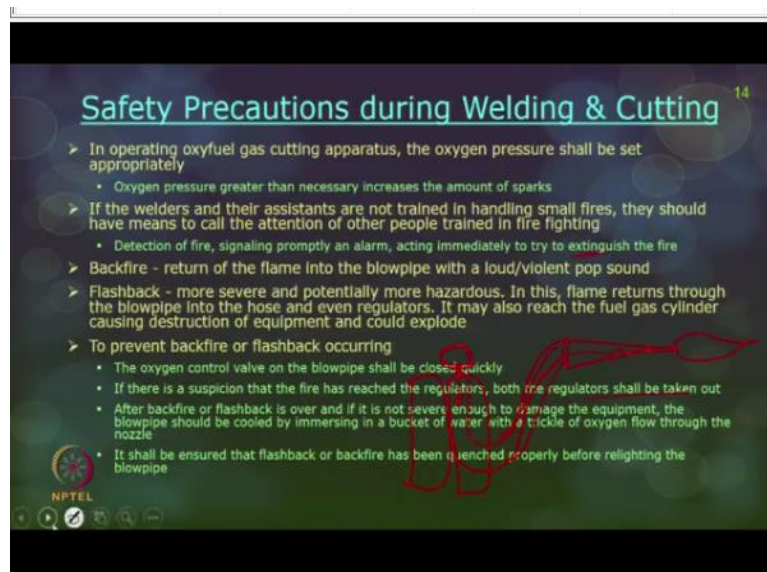 14
Safety Precautions during Welding & Cutting
➤ In operating oxyfuel gas cutting apparatus, the oxygen pressure shall be set
appropriately
• Oxygen pressure greater than necessary increases the amount of sparks
➤ If the welders and their assistants are not trained in handling small fires, they should
have means to call the attention of other people trained in fire fighting
• Detection of fire, signaling promptly an alarm, acting immediately to try to extinguish the fire
➤ Backfire - return of the flame into the blowpipe with a loud/violent pop sound
➤ Flashback - more severe and potentially more hazardous. In this, flame returns through
the blowpipe into the hose and even regulators. It may also reach the fuel gas cylinder
causing destruction of equipment and could explode
➤ To prevent backfire or flashback occurring
• The oxygen control valve on the blowpipe shall be closed quickly
• If there is a suspicion that the fire has reached the regulators, both the regulators shall be taken out
• After backfire or flashback is over and if it is not severe enough to damage the equipment, the
blowpipe should be cooled by immersing in a bucket of water with a trickle of oxygen flow through the
nozzle
• It shall be ensured that flashback or backfire has been quenched properly before relighting the
blowpipe
NPTEL